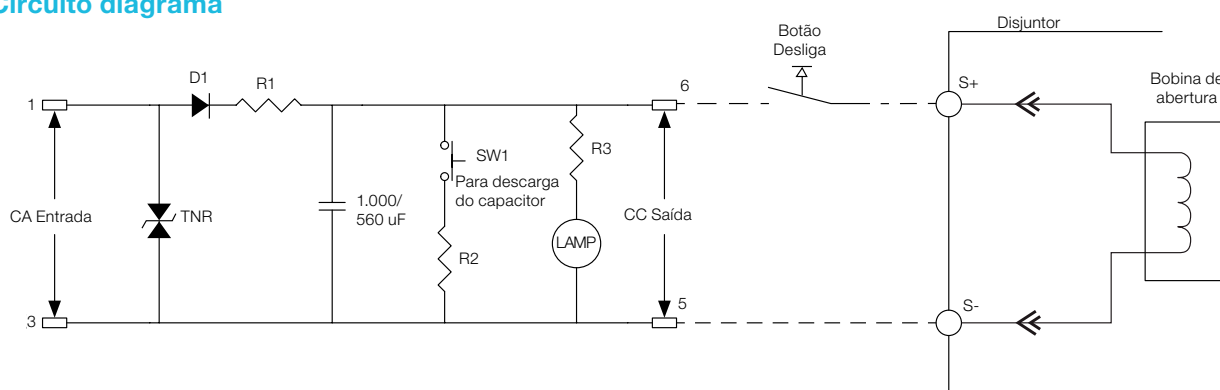 Circuito diagrama
Disjuntor
Botão
Desliga
Bobina de
abertura
D1
R1
6
S+
1
R3
SW1
Para descarga
do capacitor
1.000/
560 uF
CA Entrada
TNR
CC Saída
LAMP
R2
5
S-
3